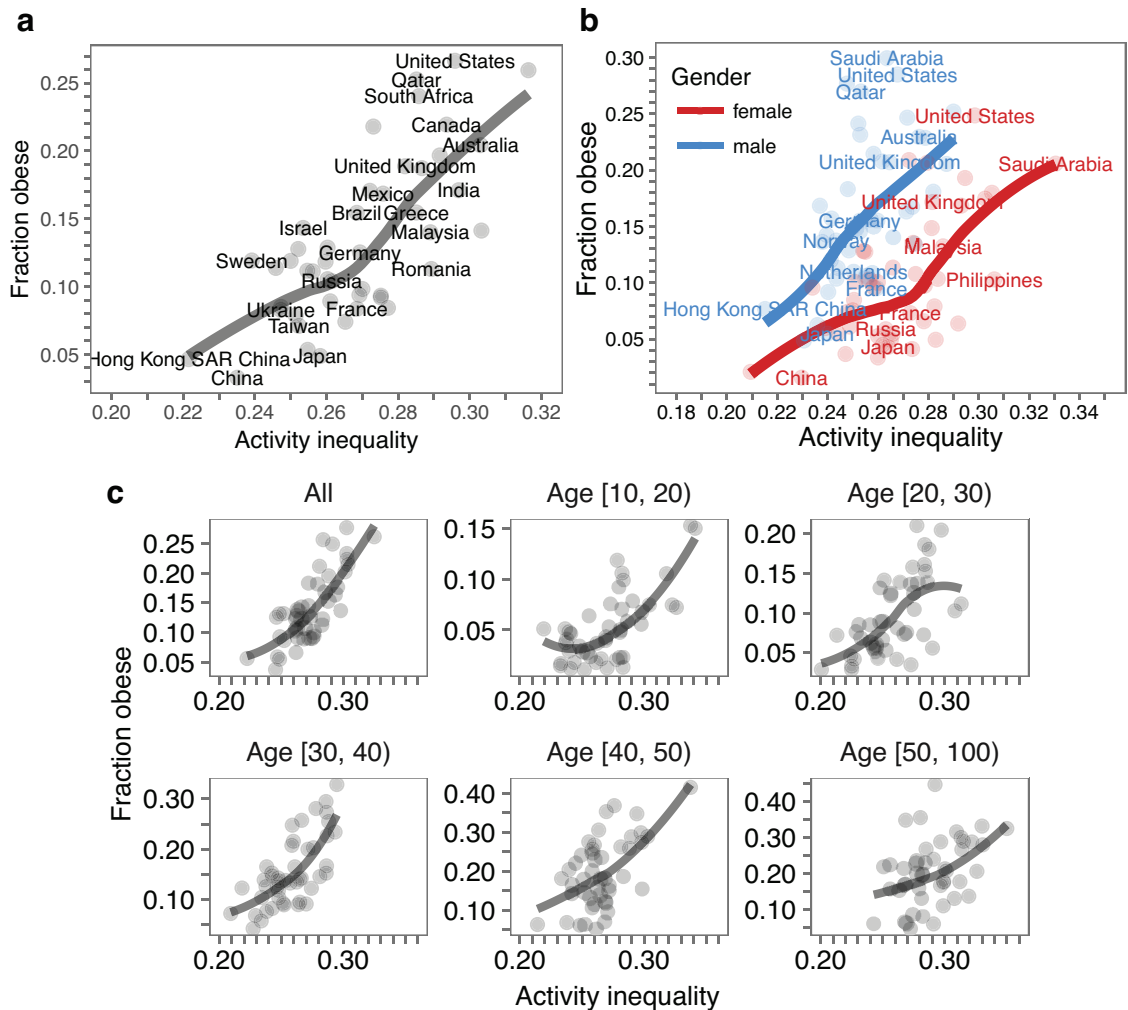 a
United States
Qatar
South Africa
Canada
Australia
United Kingdom
India
Mexico
Brazil
Greece
Israel
Malaysia
Germany
Sweden
Romania
Russia
Ukraine
France
Taiwan
Hong Kong SAR China
Japan
China
0.25
0.20
0.15
0.10
0.05
Fraction obese
0.20 0.22 0.24 0.26 0.28 0.30 0.32
Activity inequality
b
Gender
female
male
Saudi Arabia
United States
Qatar
United States
Australia
United Kingdom
Saudi Arabia
United Kingdom
Germany
Norway
Malaysia
Netherlands
Philippines
France
Hong Kong SAR China
France
Japan
Russia
Japan
China
0.30
0.25
0.20
0.15
0.10
0.05
Fraction obese
0.18 0.20 0.22 0.24 0.26 0.28 0.30 0.32 0.34
Activity inequality
c
All
0.25
0.20
0.15
0.10
0.05
0.20 0.30
Age [10, 20)
0.15
0.05
0.20 0.30
Age [20, 30)
0.20
0.15
0.10
0.05
0.20 0.30
Fraction obese
Age [30, 40)
0.30
0.20
0.10
0.20 0.30
Age [40, 50)
0.40
0.30
0.20
0.10
0.20 0.30
Age [50, 100)
0.40
0.30
0.20
0.10
0.20 0.30
Activity inequality